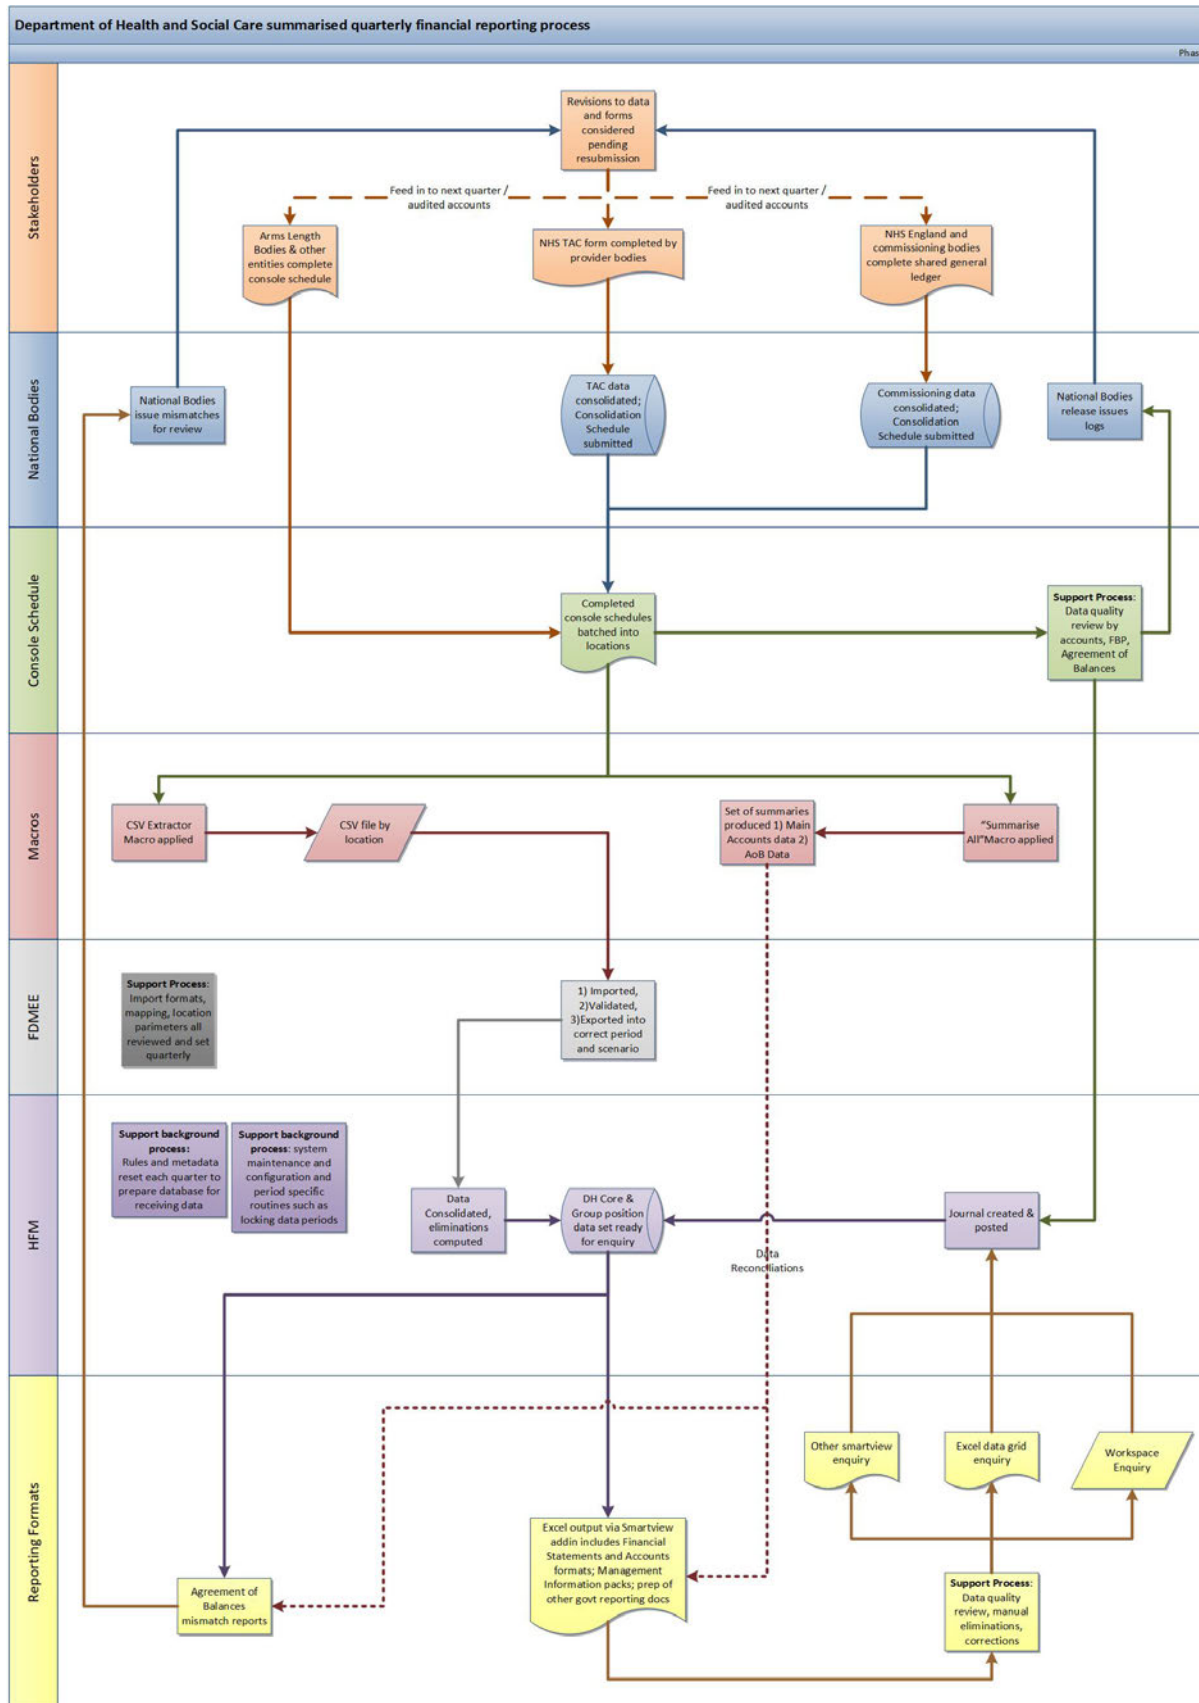 Department of Health and Social Care summarised quarterly financial reporting process
Phas
Stakeholders
Revisions to data
and forms
considered
pending
resubmission
Feed in to next quarter /
audited accounts
Feed in to next quarter /
audited accounts
Arms Length
Bodies & other
entities complete
console schedule
NHS TAC form completed by
provider bodies
NHS England and
commissioning bodies
complete shared general
ledger
National Bodies
National Bodies
issue mismatches
for review
TAC data
consolidated;
Consolidation
Schedule
submitted
Commissioning data
consolidated;
Consolidation
Schedule submitted
National Bodies
release issues
logs
Console Schedule
Completed
console schedules
batched into
locations
Support Process:
Data quality
review by
accounts, FBP,
Agreement of
Balances
Macros
CSV Extractor
Macro applied
CSV file by
location
Set of summaries
produced 1) Main
Accounts data 2)
AoB Data
"Summarise
All"Macro applied
FDMEE
Support Process:
Import formats,
mapping, location
parimeters all
reviewed and set
quarterly
1) Imported,
2)Validated,
3)Exported into
correct period
and scenario
HFM
Support background
process:
Rules and metadata
reset each quarter to
prepare database for
receiving data
Support background
process: system
maintenance and
configuration and
period specific
routines such as
locking data periods
Data
Consolidated,
eliminations
computed
DH Core &
Group position
data set ready
for enquiry
Journal created &
posted
Data
Reconciliations
Reporting Formats
Other smartview
enquiry
Excel data grid
enquiry
Workspace
Enquiry
Excel output via Smartview
addin includes Financial
Statements and Accounts
formats; Management
Information packs; prep of
other govt reporting docs
Agreement of
Balances
mismatch reports
Support Process:
Data quality
review, manual
eliminations,
corrections